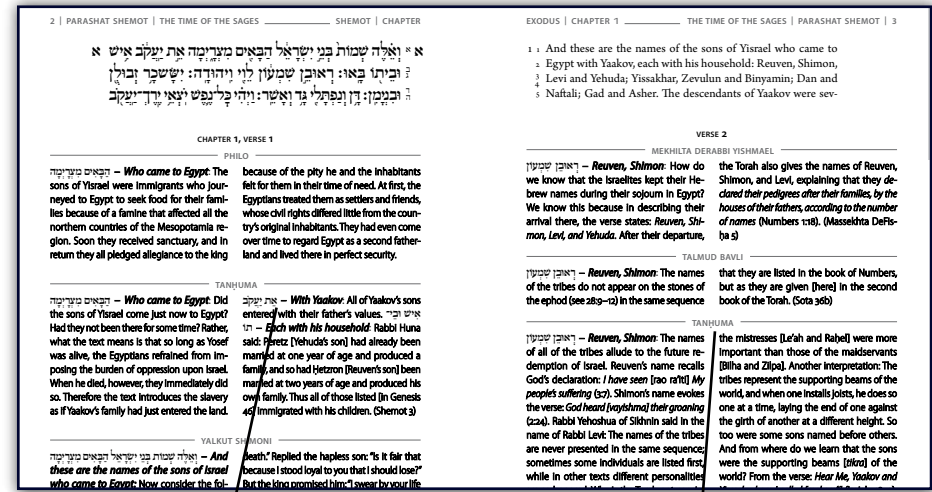 2 | PARASHAT SHEMOT | THE TIME OF THE SAGES SHEMOT | CHAPTER
א א וְאֵלֶּה שְׁמוֹת בְּנֵי יִשְׂרָאֵל הַבָּאִים מִצְרָיְמָה אֵת יַעֲקֹב אִישׁ א
ב וּבֵיתוֹ בָּאוּ׃ רְאוּבֵן שִׁמְעוֹן לֵוִי וִיהוּדָה׃ יִשָּׂשכָר זְבוּלֻן
וּבִנְיָמִן׃ דָּן וְנַפְתָּלִי גָּד וְאָשֵׁר׃ וַיְהִי כָּל־נֶפֶשׁ יֹצְאֵי יֶרֶךְ־יַעֲקֹב
CHAPTER 1, VERSE 1
PHILO
הַבָּאִים מִצְרָיְמָה – Who came to Egypt: The
sons of Yisrael were immigrants who jour-
neyed to Egypt to seek food for their fami-
lies because of a famine that affected all the
northern countries of the Mesopotamia re-
gion. Soon they received sanctuary, and in
return they all pledged allegiance to the king
because of the pity he and the inhabitants
felt for them in their time of need. At first, the
Egyptians treated them as settlers and friends,
whose civil rights differed little from the coun-
try's original inhabitants. They had even come
over time to regard Egypt as a second father-
land and lived there in perfect security.
TANḤUMA
הַבָּאִים מִצְרָיְמָה – Who came to Egypt: Did
the sons of Yisrael come just now to Egypt?
Had they not been there for some time? Rather,
what the text means is that so long as Yosef
was alive, the Egyptians refrained from im-
posing the burden of oppression upon Israel.
When he died, however, they immediately did
so. Therefore the text introduces the slavery
as if Yaakov's family had just entered the land.
אֵת יַעֲקֹב – With Yaakov: All of Yaakov's sons
entered with their father's values. אִישׁ וּבֵי־
תוֹ – Each with his household: Rabbi Huna
said: Peretz [Yehuda's son] had already been
married at one year of age and produced a
family, and so had Ḥetzron [Reuven's son] been
married at two years of age and produced his
own family. Thus all of those listed [in Genesis
46] immigrated with his children. (Shemot 3)
YALKUT SHIMONI
וְאֵלֶּה שְׁמוֹת בְּנֵי יִשְׂרָאֵל הַבָּאִים מִצְרָיְמָה – And
these are the names of the sons of Israel
who came to Egypt: Now consider the fol-
death." Replied the hapless son: "Is it fair that
because I stood loyal to you that I should lose?"
But the king promised him: "I swear by your life
EXODUS | CHAPTER 1 THE TIME OF THE SAGES | PARASHAT SHEMOT | 3
1 1 And these are the names of the sons of Yisrael who came to
2 Egypt with Yaakov, each with his household: Reuven, Shimon,
3 4 Levi and Yehuda; Yissakhar, Zevulun and Binyamin; Dan and
5 Naftali; Gad and Asher. The descendants of Yaakov were sev-
VERSE 2
MEKHILTA DERABBI YISHMAEL
רְאוּבֵן שִׁמְעוֹן – Reuven, Shimon: How do
we know that the Israelites kept their He-
brew names during their sojourn in Egypt?
We know this because in describing their
arrival there, the verse states: Reuven, Shi-
mon, Levi, and Yehuda. After their departure,
the Torah also gives the names of Reuven,
Shimon, and Levi, explaining that they de-
clared their pedigrees after their families, by the
houses of their fathers, according to the number
of names (Numbers 1:18). (Massekhta DeFis-
ḥa 5)
TALMUD BAVLI
רְאוּבֵן שִׁמְעוֹן – Reuven, Shimon: The names
of the tribes do not appear on the stones of
the ephod (see 28:9–12) in the same sequence
that they are listed in the book of Numbers,
but as they are given [here] in the second
book of the Torah. (Sota 36b)
TANḤUMA
רְאוּבֵן שִׁמְעוֹן – Reuven, Shimon: The names
of all of the tribes allude to the future re-
demption of Israel. Reuven's name recalls
God's declaration: I have seen [rao ra'iti] My
people's suffering (3:7). Shimon's name evokes
the verse: God heard [vayishma] their groaning
(2:24). Rabbi Yehoshua of Sikhnin said in the
name of Rabbi Levi: The names of the tribes
are never presented in the same sequence;
sometimes some individuals are listed first,
while in other texts different personalities
the mistresses [Le'ah and Raḥel] were more
important than those of the maidservants
[Bilha and Zilpa]. Another interpretation: The
tribes represent the supporting beams of the
world, and when one installs joists, he does so
one at a time, laying the end of one against
the girth of another at a different height. So
too were some sons named before others.
And from where do we learn that the sons
were the supporting beams [tikra] of the
world? From the verse: Hear Me, Yaakov and